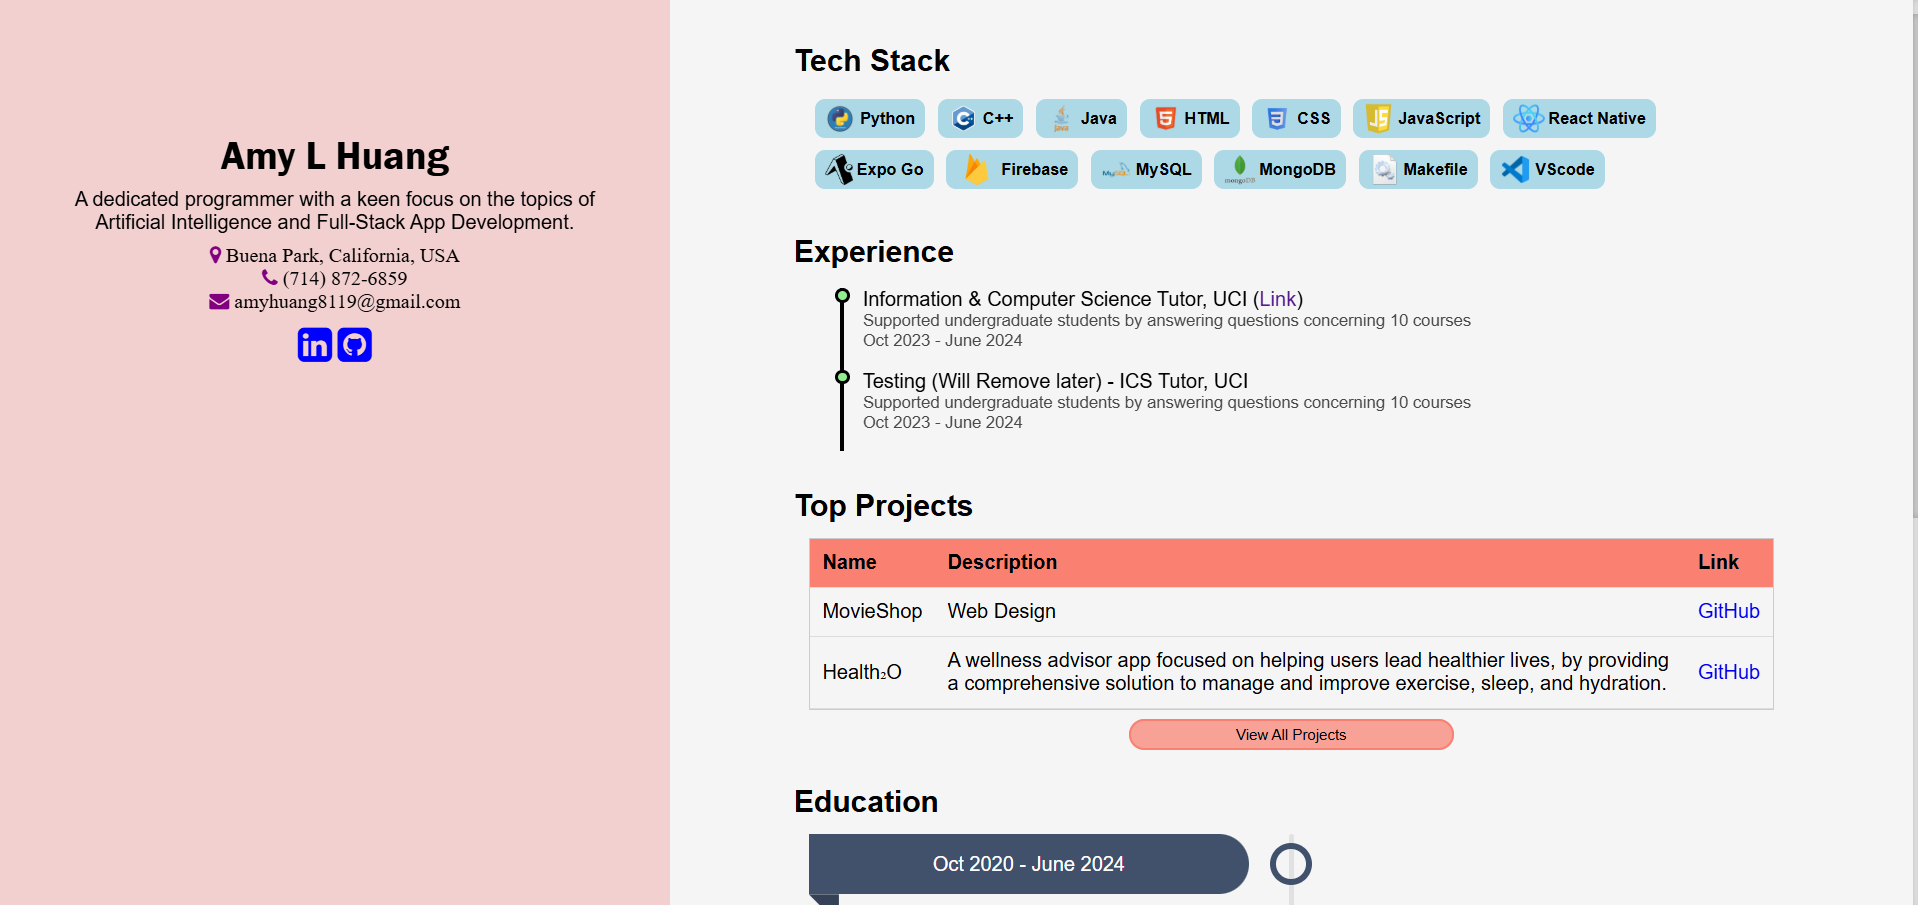 Amy L Huang
A dedicated programmer with a keen focus on the topics of
Artificial Intelligence and Full-Stack App Development.
Buena Park, California, USA
(714) 872-6859
amyhuang8119@gmail.com
in
Tech Stack
Python
C++
Java
HTML
CSS
JavaScript
React Native
Expo Go
Firebase
MySQL
MongoDB
Makefile
VScode
Experience
Information & Computer Science Tutor, UCI (Link)
Supported undergraduate students by answering questions concerning 10 courses
Oct 2023 - June 2024
Testing (Will Remove later) - ICS Tutor, UCI
Supported undergraduate students by answering questions concerning 10 courses
Oct 2023 - June 2024
Top Projects
Name Description Link
MovieShop Web Design GitHub
Health₂O A wellness advisor app focused on helping users lead healthier lives, by providing
a comprehensive solution to manage and improve exercise, sleep, and hydration. GitHub
View All Projects
Education
Oct 2020 - June 2024